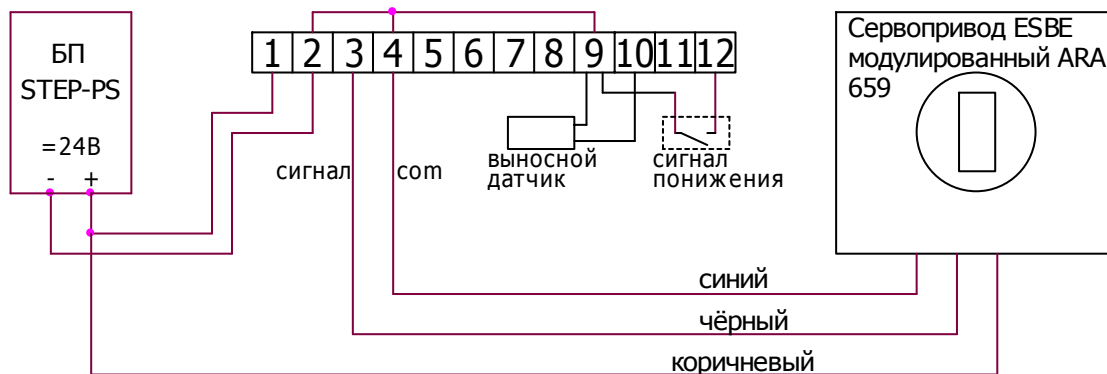 БП
STEP-PS
=24В
- +
1 2 3 4 5 6 7 8 9 10 11 12
сигнал
com
выносной
датчик
сигнал
понижения
Сервопривод ESBE
модулированный ARA
659
синий
чёрный
коричневый